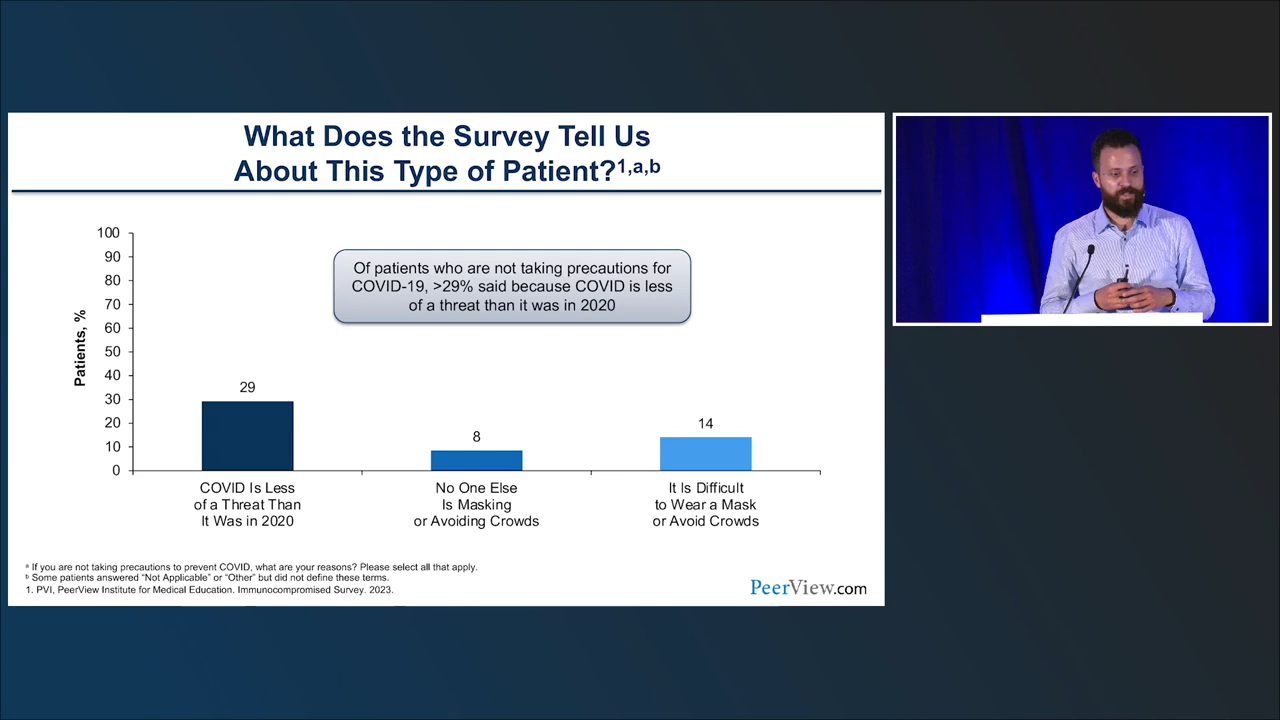 What Does the Survey Tell Us
About This Type of Patient?1,a,b
Patients, %
100
90
80
70
60
50
40
30
20
10
0
Of patients who are not taking precautions for
COVID-19, >29% said because COVID is less
of a threat than it was in 2020
29
8
14
COVID Is Less
of a Threat Than
It Was in 2020
No One Else
Is Masking
or Avoiding Crowds
It Is Difficult
to Wear a Mask
or Avoid Crowds
a If you are not taking precautions to prevent COVID, what are your reasons? Please select all that apply.
b Some patients answered “Not Applicable” or “Other” but did not define these terms.
1. PVI, PeerView Institute for Medical Education. Immunocompromised Survey. 2023.
PeerView.com